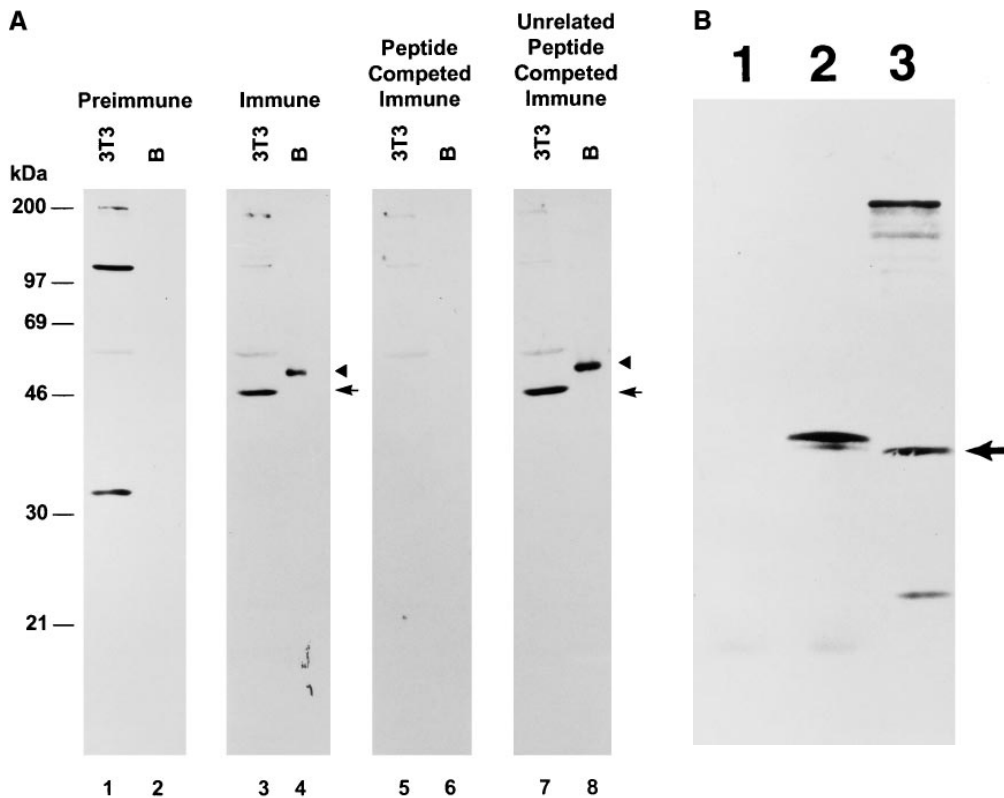 A
B
Preimmune
Immune
Peptide
Competed
Immune
Unrelated
Peptide
Competed
Immune
3T3 B
3T3 B
3T3 B
3T3 B
kDa
200
97
69
46
30
21
1 2 3 4 5 6 7 8
1 2 3